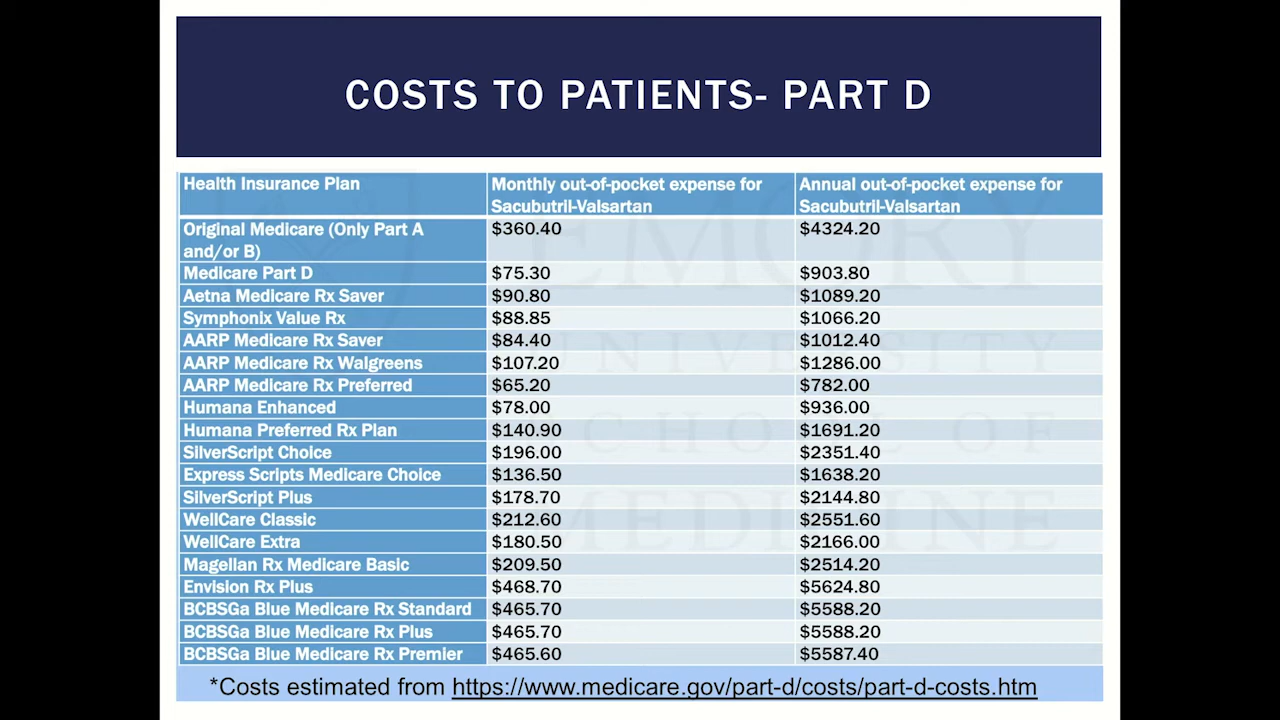 COSTS TO PATIENTS- PART D
Health Insurance Plan Monthly out-of-pocket expense for Annual out-of-pocket expense for
Sacubutril-Valsartan Sacubutril-Valsartan
Original Medicare (Only Part A $360.40 $4324.20
and/or B)
Medicare Part D $75.30 $903.80
Aetna Medicare Rx Saver $90.80 $1089.20
Symphonix Value Rx $88.85 $1066.20
AARP Medicare Rx Saver $84.40 $1012.40
AARP Medicare Rx Walgreens $107.20 $1286.00
AARP Medicare Rx Preferred $65.20 $782.00
Humana Enhanced $78.00 $936.00
Humana Preferred Rx Plan $140.90 $1691.20
SilverScript Choice $196.00 $2351.40
Express Scripts Medicare Choice $136.50 $1638.20
SilverScript Plus $178.70 $2144.80
WellCare Classic $212.60 $2551.60
WellCare Extra $180.50 $2166.00
Magellan Rx Medicare Basic $209.50 $2514.20
Envision Rx Plus $468.70 $5624.80
BCBSGa Blue Medicare Rx Standard $465.70 $5588.20
BCBSGa Blue Medicare Rx Plus $465.70 $5588.20
BCBSGa Blue Medicare Rx Premier $465.60 $5587.40
*Costs estimated from https://www.medicare.gov/part-d/costs/part-d-costs.htm
EMORY
UNIVERSITY
SCHOOL OF
MEDICINE